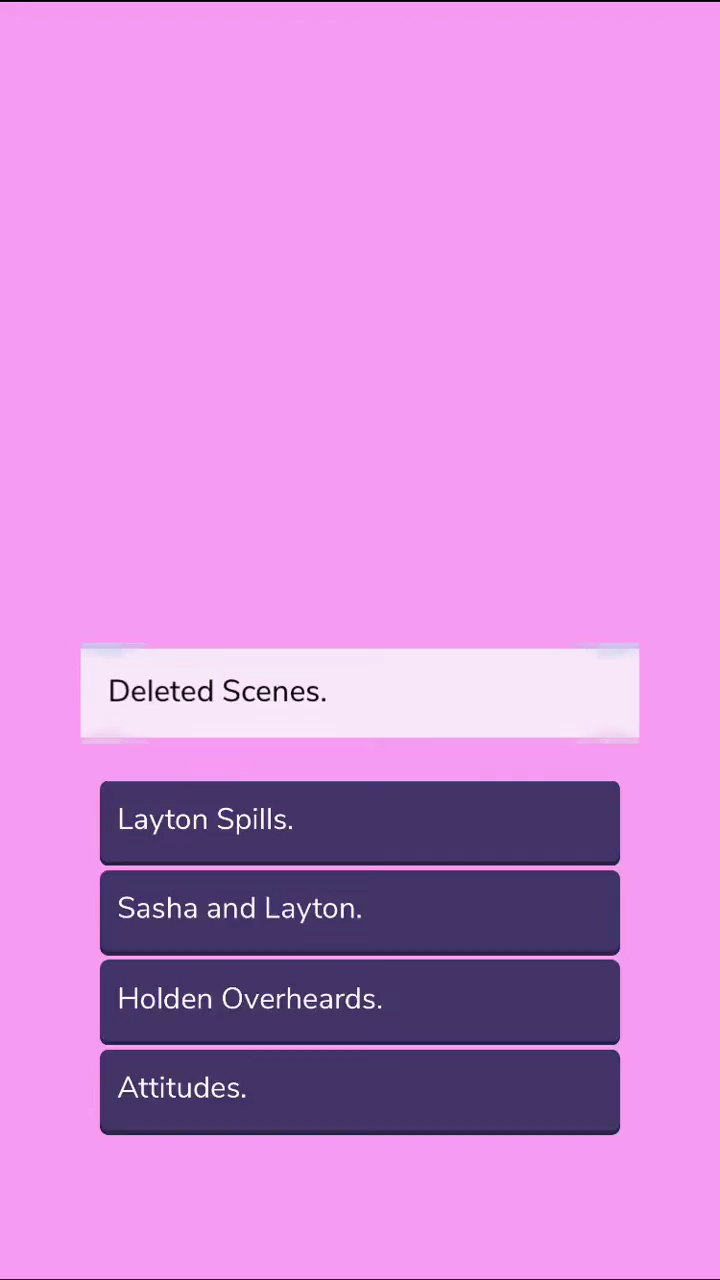 Deleted Scenes.
Layton Spills.
Sasha and Layton.
Holden Overheards.
Attitudes.